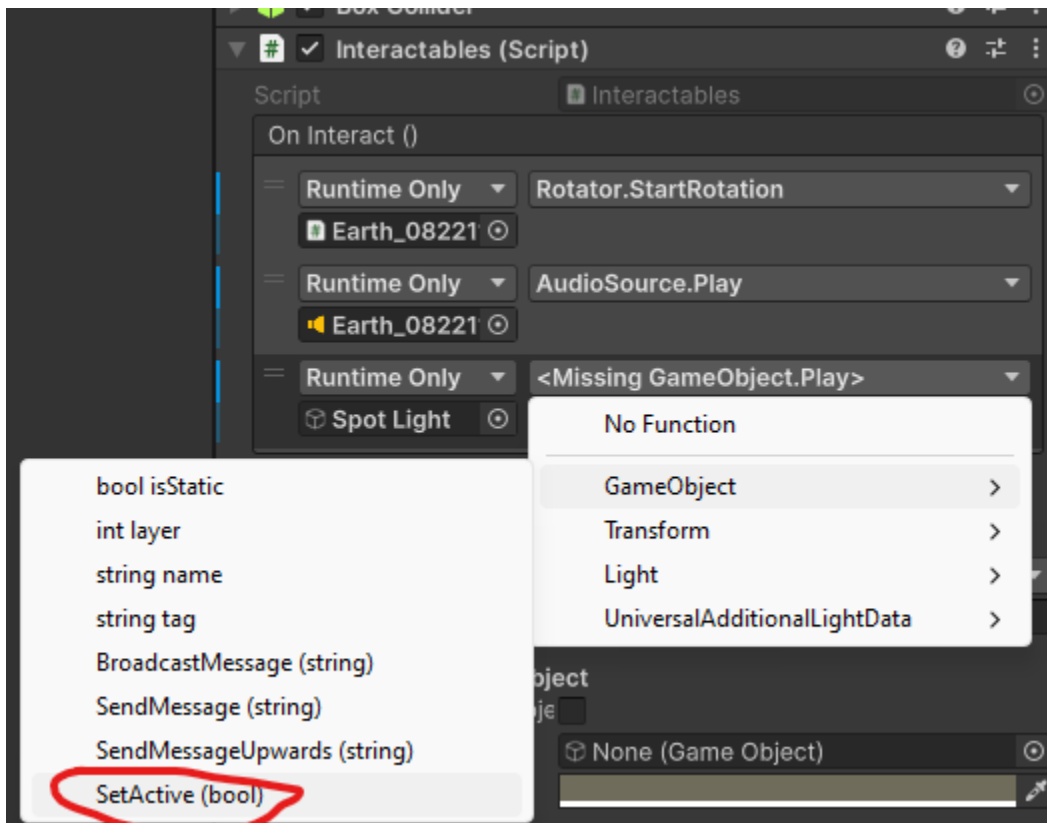 Box Collider
# Interactables (Script)
Script Interactables
On Interact ()
Runtime Only Rotator.StartRotation
Earth_08221
Runtime Only AudioSource.Play
Earth_08221
Runtime Only <Missing GameObject.Play>
Spot Light
No Function
GameObject
Transform
Light
UniversalAdditionalLightData
bool isStatic
int layer
string name
string tag
BroadcastMessage (string)
SendMessage (string)
SendMessageUpwards (string)
SetActive (bool)
bject
je
None (Game Object)